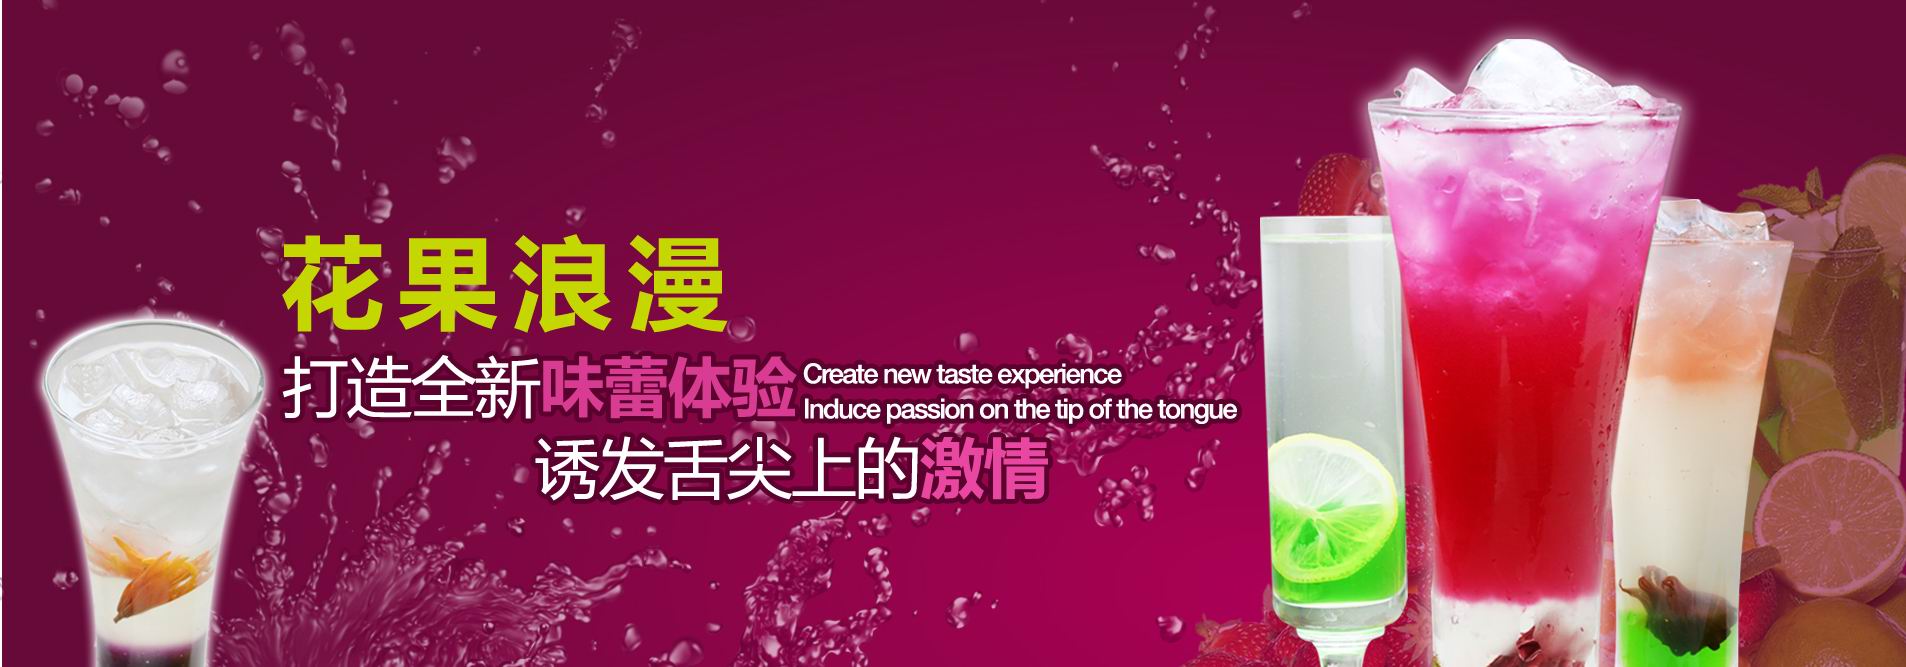 花果浪漫
打造全新味蕾体验
Create new taste experience
Induce passion on the tip of the tongue
诱发舌尖上的激情